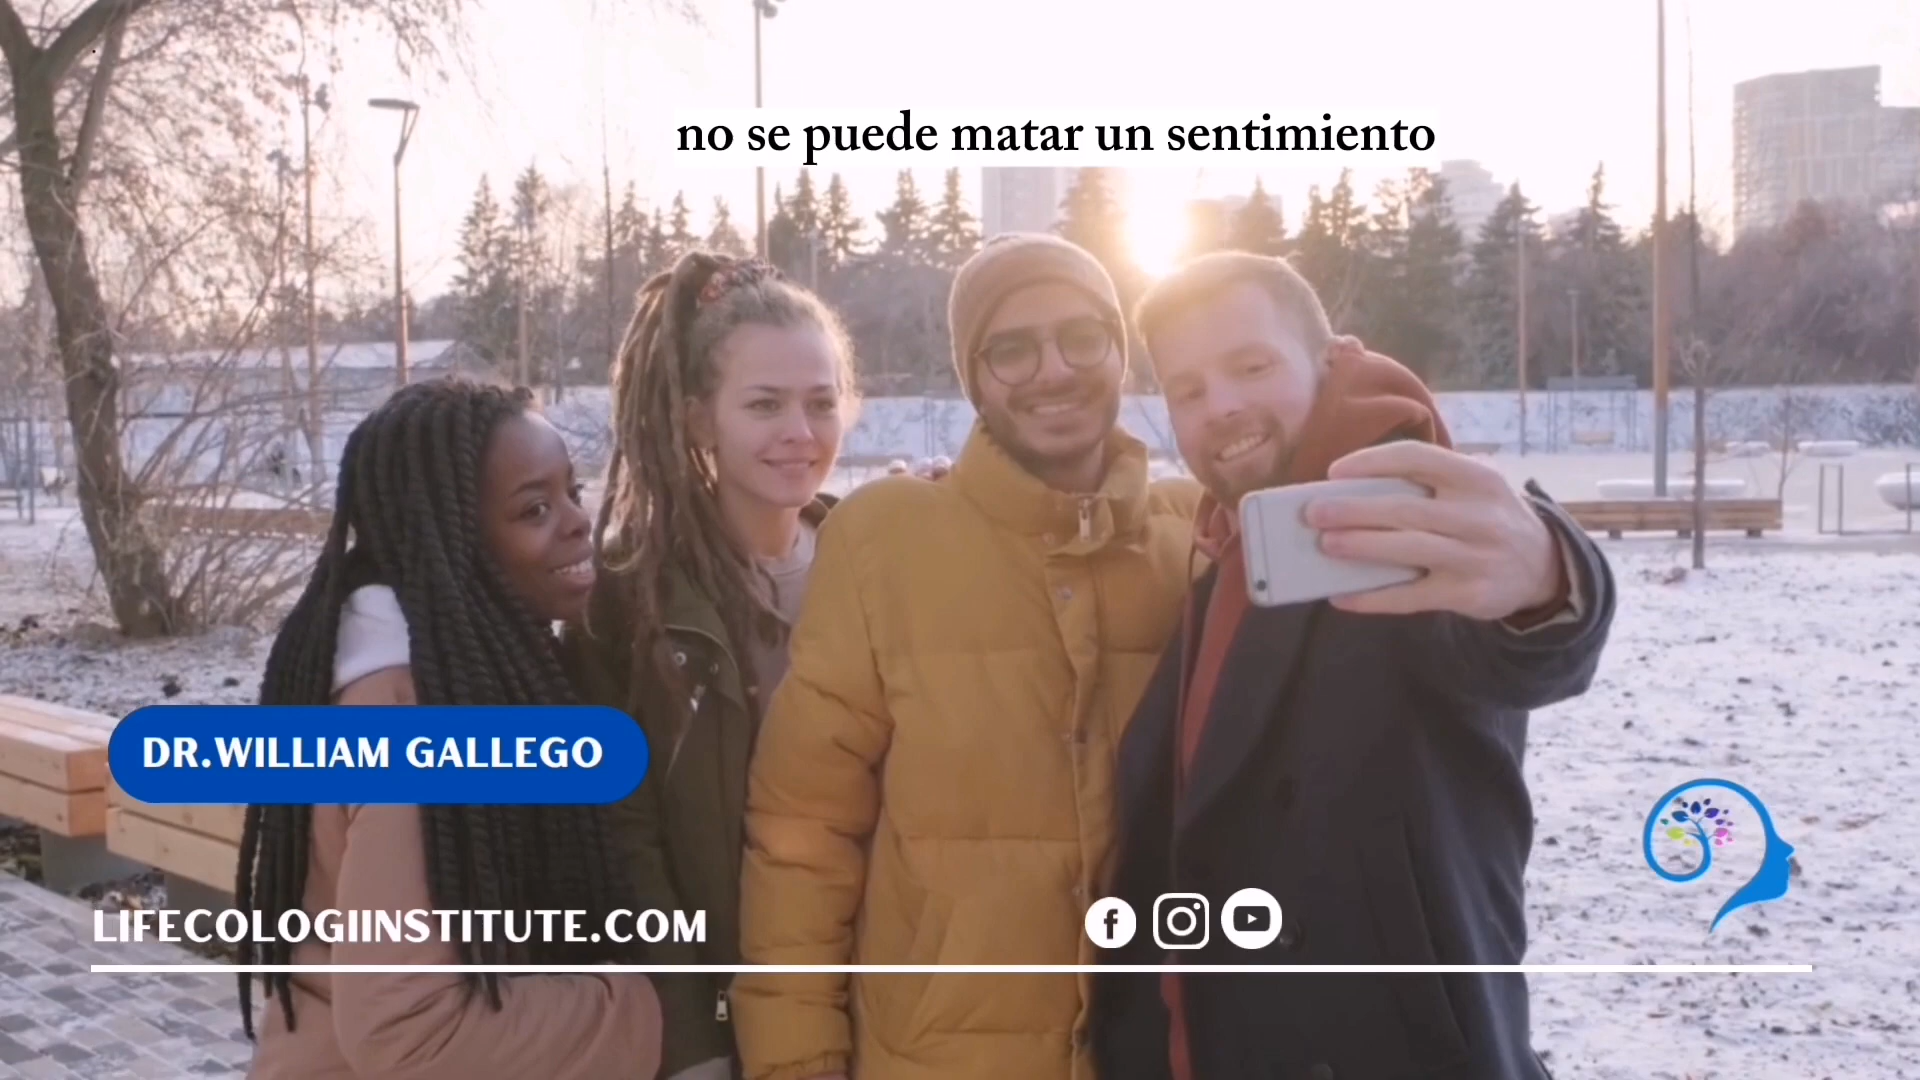 no se puede matar un sentimiento
DR.WILLIAM GALLEGO
LIFECOLOGIINSTITUTE.COM